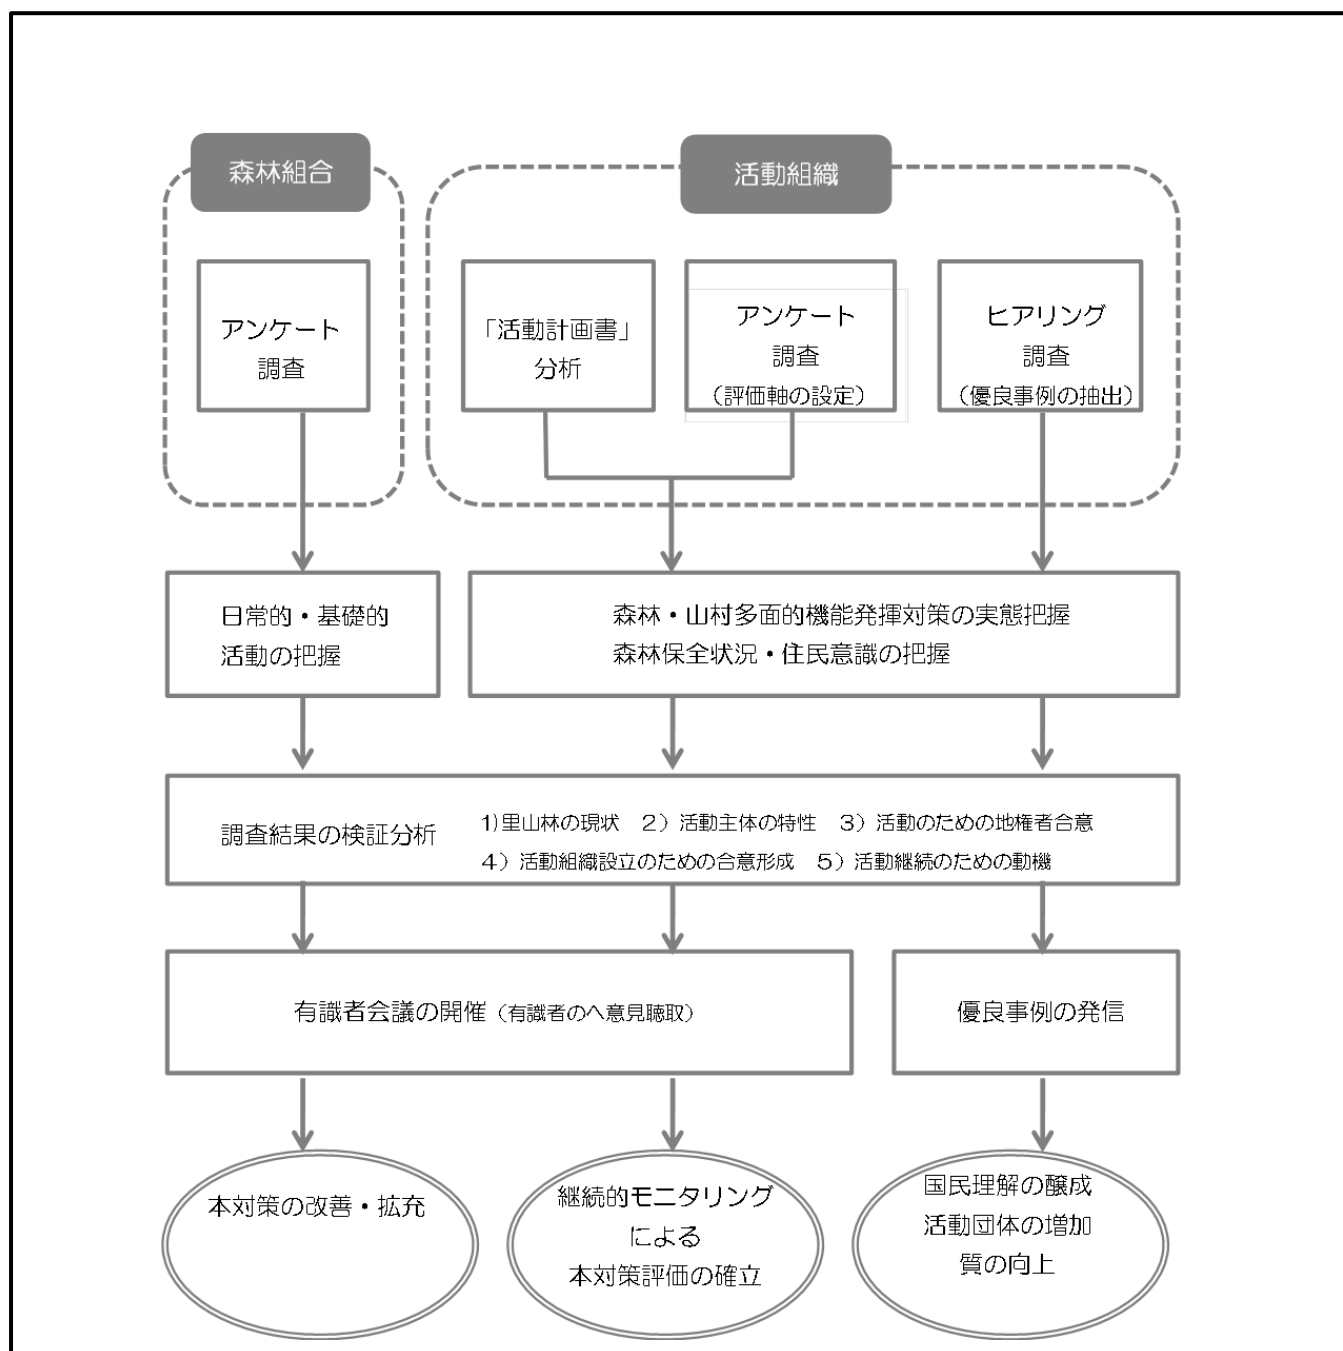 森林組合
活動組織
アンケート
調査
「活動計画書」
分析
アンケート
調査
（評価軸の設定）
ヒアリング
調査
（優良事例の抽出）
日常的・基礎的
活動の把握
森林・山村多面的機能発揮対策の実態把握
森林保全状況・住民意識の把握
調査結果の検証分析
1)里山林の現状 2）活動主体の特性 3）活動のための地権者合意
4）活動組織設立のための合意形成 5）活動継続のための動機
有識者会議の開催（有識者のへ意見聴取）
優良事例の発信
本対策の改善・拡充
継続的モニタリング
による
本対策評価の確立
国民理解の醸成
活動団体の増加
質の向上